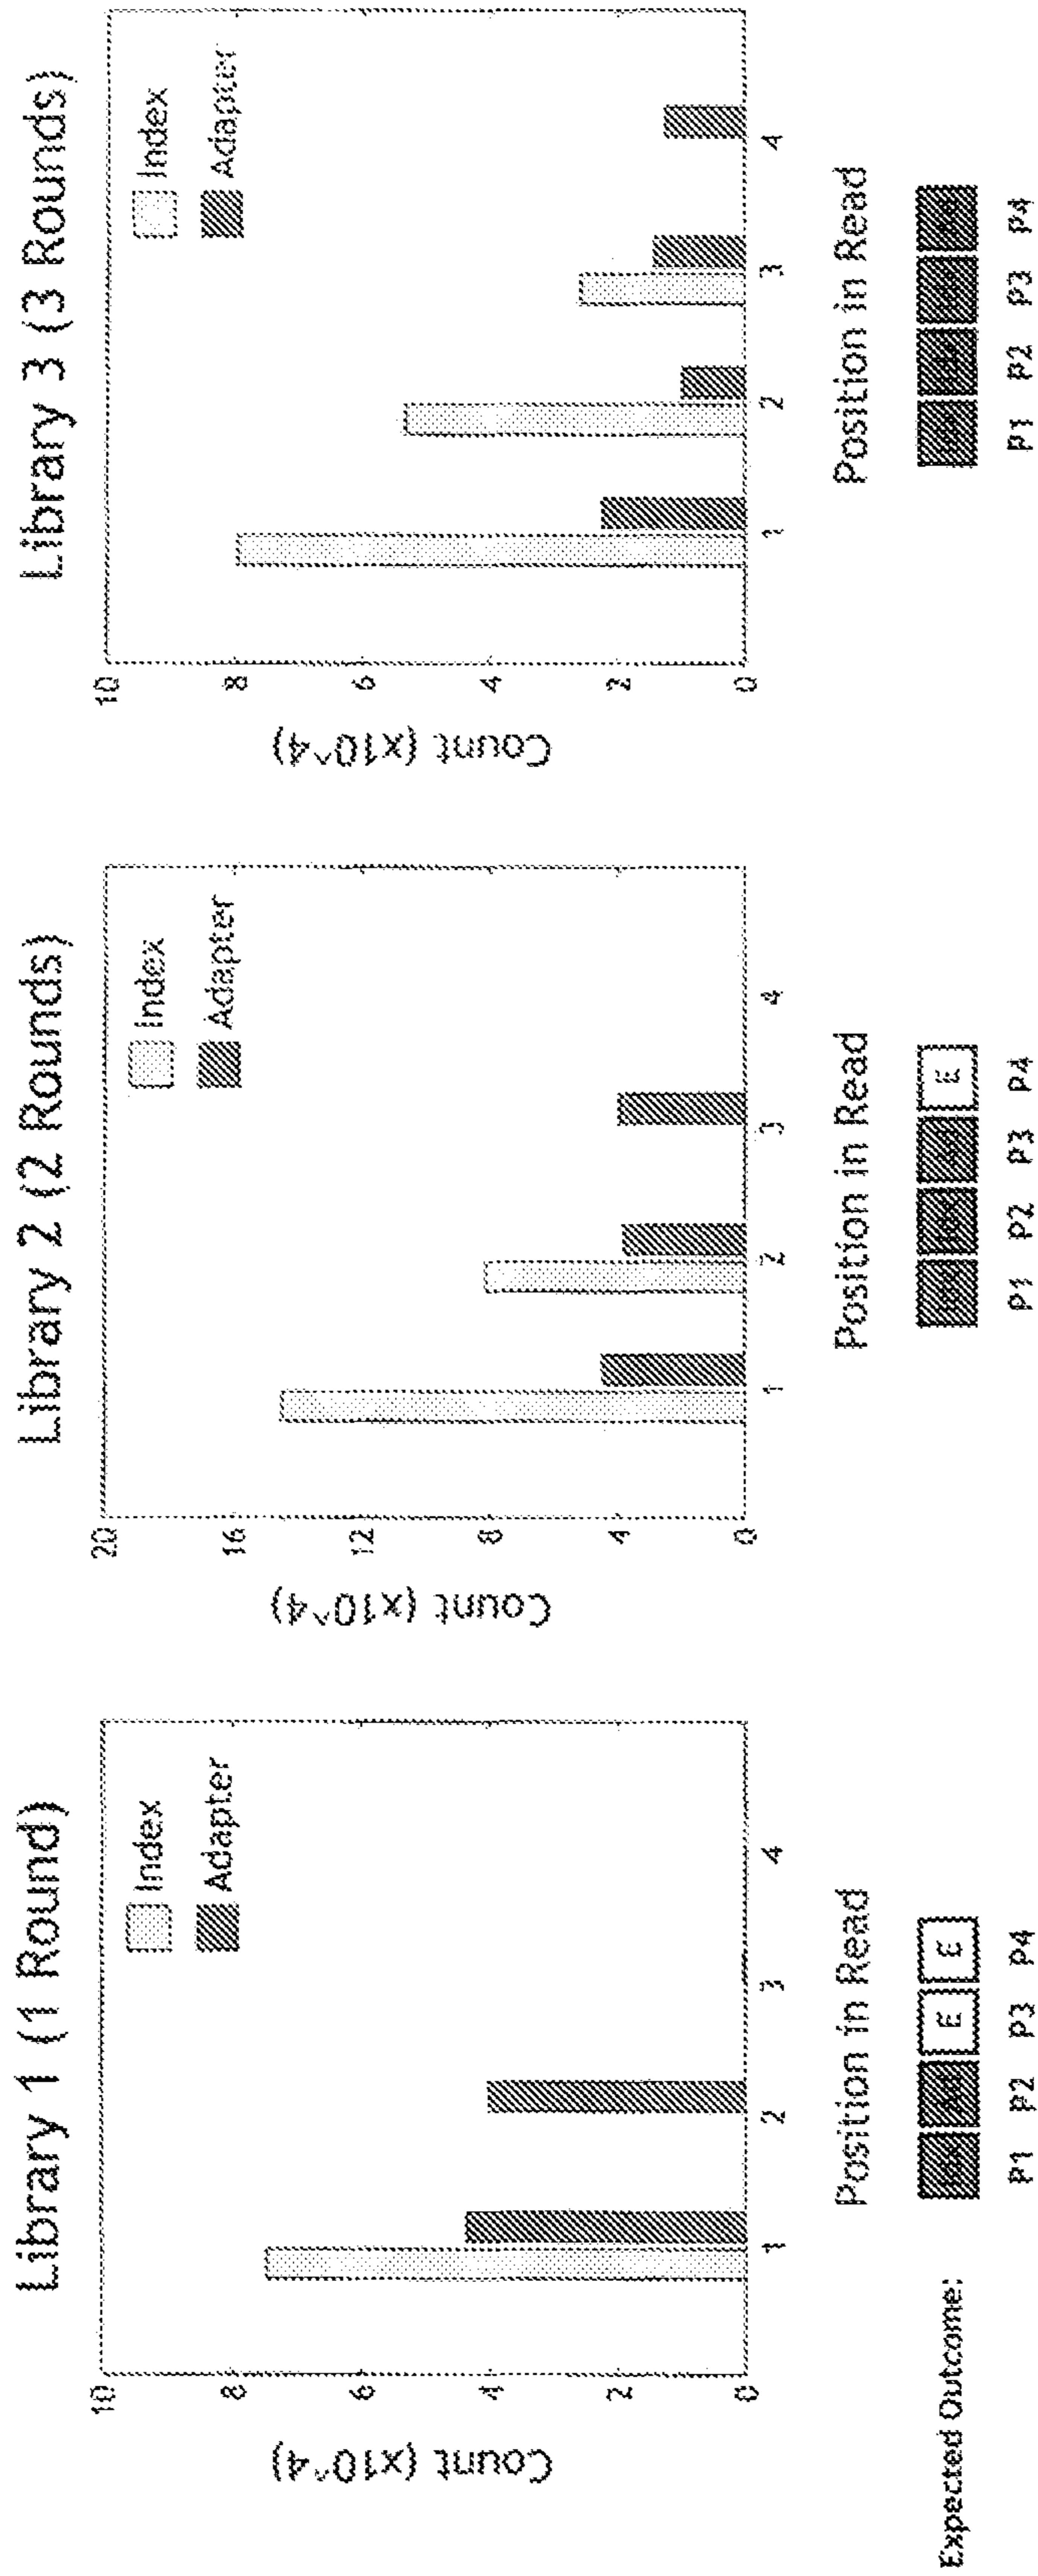 Library 1 (1 Round)
Index
Adapter
Count (x10^4)
10
8
6
4
2
0
1
2
3
4
Position in Read
Expected Outcome:
E
E
P1 P2 P3 P4
Library 2 (2 Rounds)
Index
Adapter
Count (x10^4)
20
16
12
8
4
0
1
2
3
4
Position in Read
E
P1 P2 P3 P4
Library 3 (3 Rounds)
Index
Adapter
Count (x10^4)
10
8
6
4
2
0
1
2
3
4
Position in Read
P1 P2 P3 P4